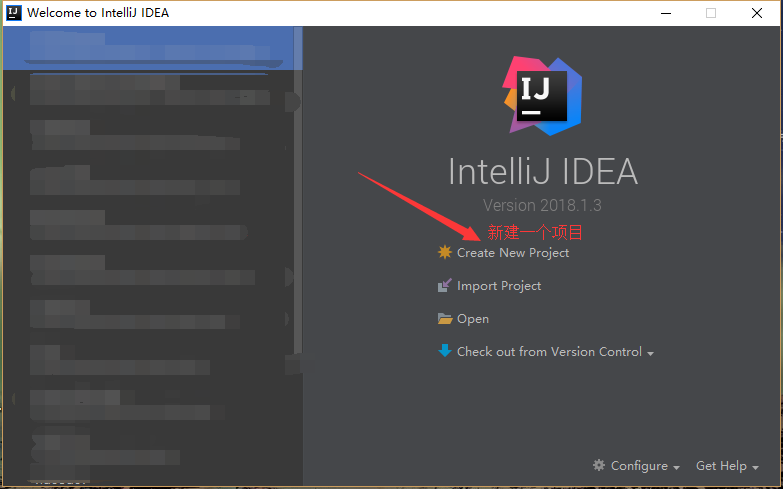 Welcome to IntelliJ IDEA
IJ
IntelliJ IDEA
Version 2018.1.3
新建一个项目
Create New Project
Import Project
Open
Check out from Version Control
Configure
Get Help